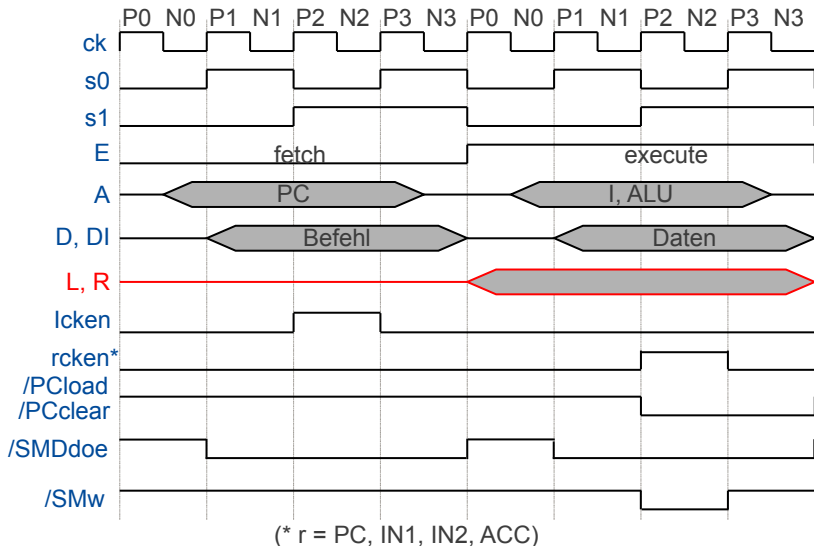 P0 N0 P1 N1 P2 N2 P3 N3 P0 N0 P1 N1 P2 N2 P3 N3
ck
s0
s1
E fetch execute
A PC I, ALU
D, DI Befehl Daten
L, R
Icken
rcken*
/PCload
/PCclear
/SMDdoe
/SMw
(* r = PC, IN1, IN2, ACC)